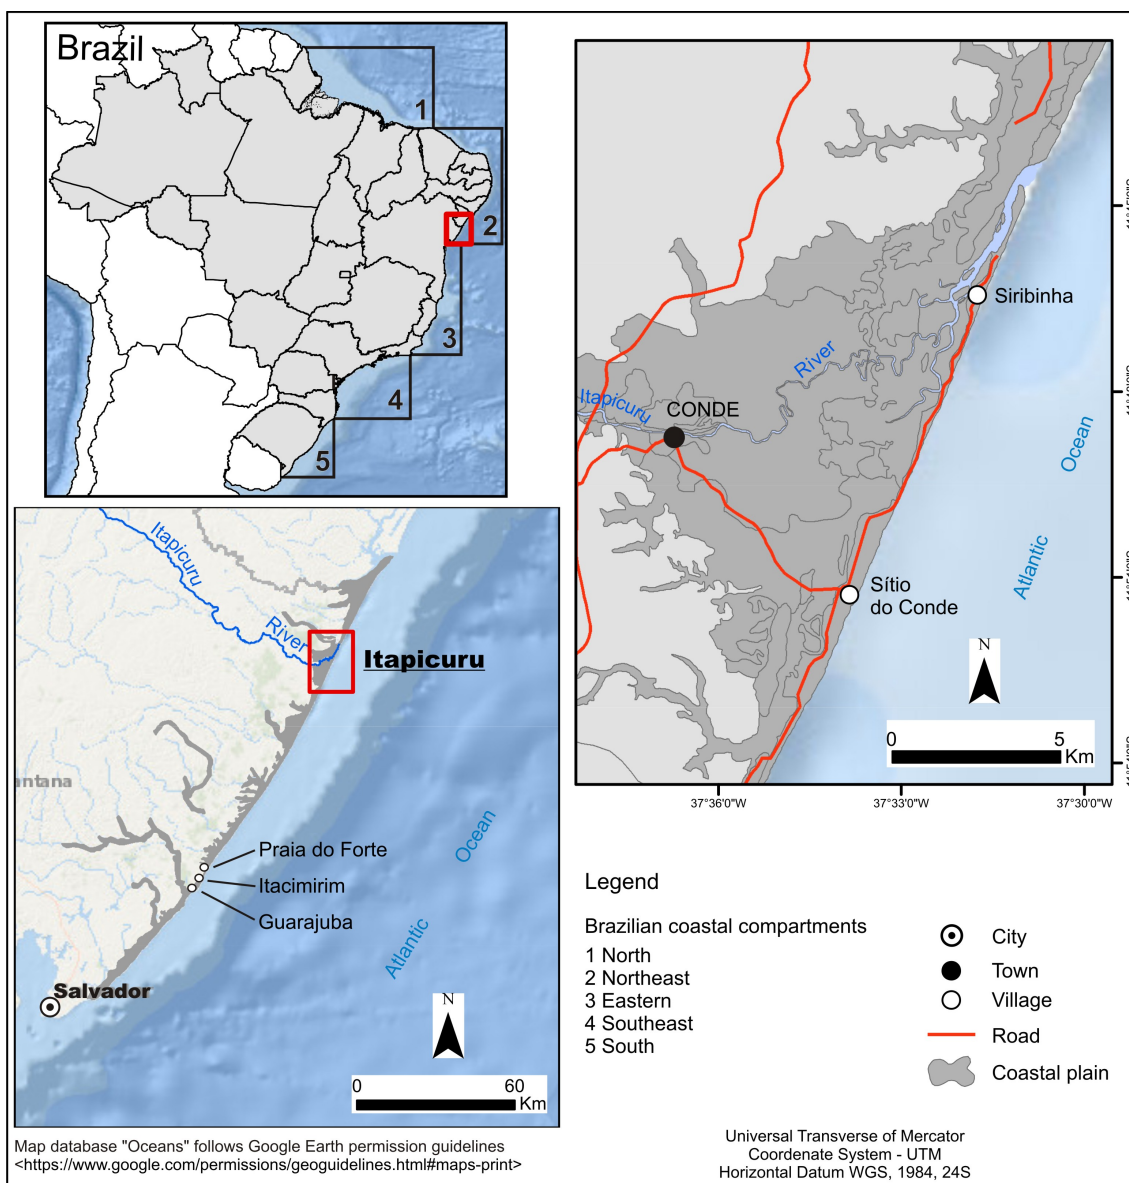 Brazil
1
2
3
4
5
Itapicuru
River
Itapicuru
antana
Praia do Forte
Itacimirim
Guarajuba
Salvador
Ocean
Atlantic
N
0 60
Km
Map database "Oceans" follows Google Earth permission guidelines
<https://www.google.com/permissions/geoguidelines.html#maps-print>
Siribinha
River
Itapicuru
CONDE
Ocean
Atlantic
Sítio
do Conde
N
0 5
Km
37°36'0"W 37°33'0"W 37°30'0"W
Legend
Brazilian coastal compartments
1 North
2 Northeast
3 Eastern
4 Southeast
5 South
City
Town
Village
Road
Coastal plain
Universal Transverse of Mercator
Coordenate System - UTM
Horizontal Datum WGS, 1984, 24S